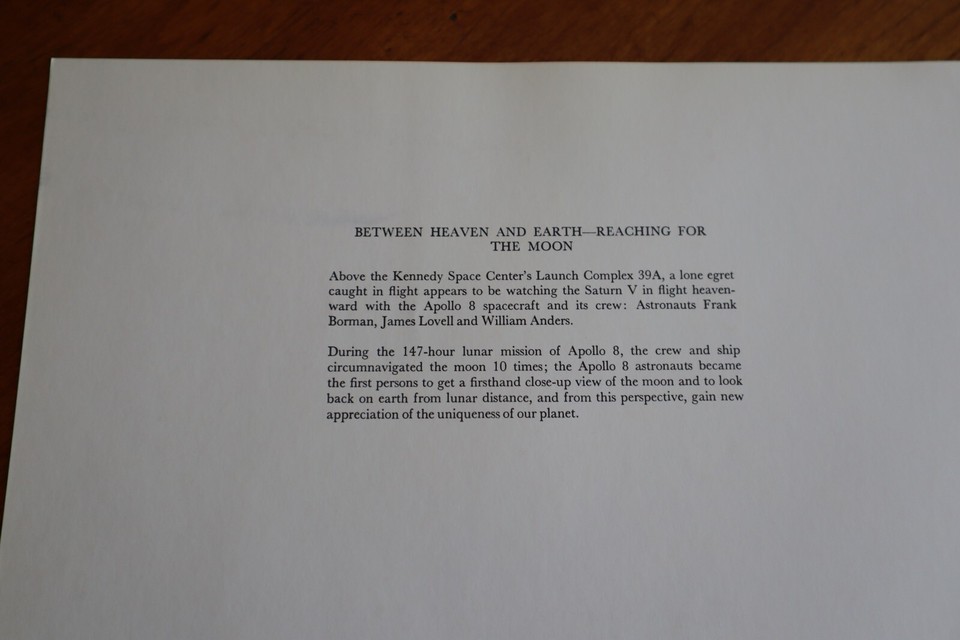 BETWEEN HEAVEN AND EARTH—REACHING FOR
THE MOON
Above the Kennedy Space Center's Launch Complex 39A, a lone egret
caught in flight appears to be watching the Saturn V in flight heaven-
ward with the Apollo 8 spacecraft and its crew: Astronauts Frank
Borman, James Lovell and William Anders.
During the 147-hour lunar mission of Apollo 8, the crew and ship
circumnavigated the moon 10 times; the Apollo 8 astronauts became
the first persons to get a firsthand close-up view of the moon and to look
back on earth from lunar distance, and from this perspective, gain new
appreciation of the uniqueness of our planet.